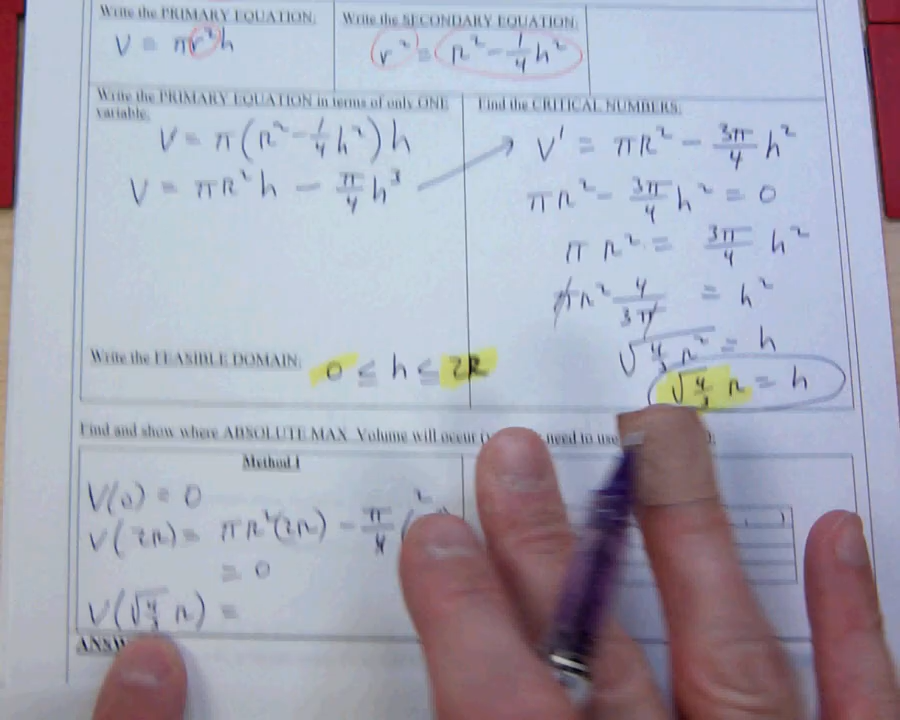 Write the PRIMARY EQUATION.
V = πr²h
Write the SECONDARY EQUATION.
r² = R² - 1/4 h²
Write the PRIMARY EQUATION in terms of only ONE
variable.
V = π(R² - 1/4 h²)h
V = πR²h - π/4 h³
Write the FEASIBLE DOMAIN.
0 ≤ h ≤ 2R
Find the CRITICAL NUMBERS.
V' = πR² - 3π/4 h²
πR² - 3π/4 h² = 0
πR² = 3π/4 h²
πR² 4/3π = h²
√(4/3 R²) = h
√(4/3) R = h
Find and show where ABSOLUTE MAX Volume will occur need to use
Method 1
V(0) = 0
V(2R) = πR²(2R) - π/4 (
= 0
V(√(4/3) R) =